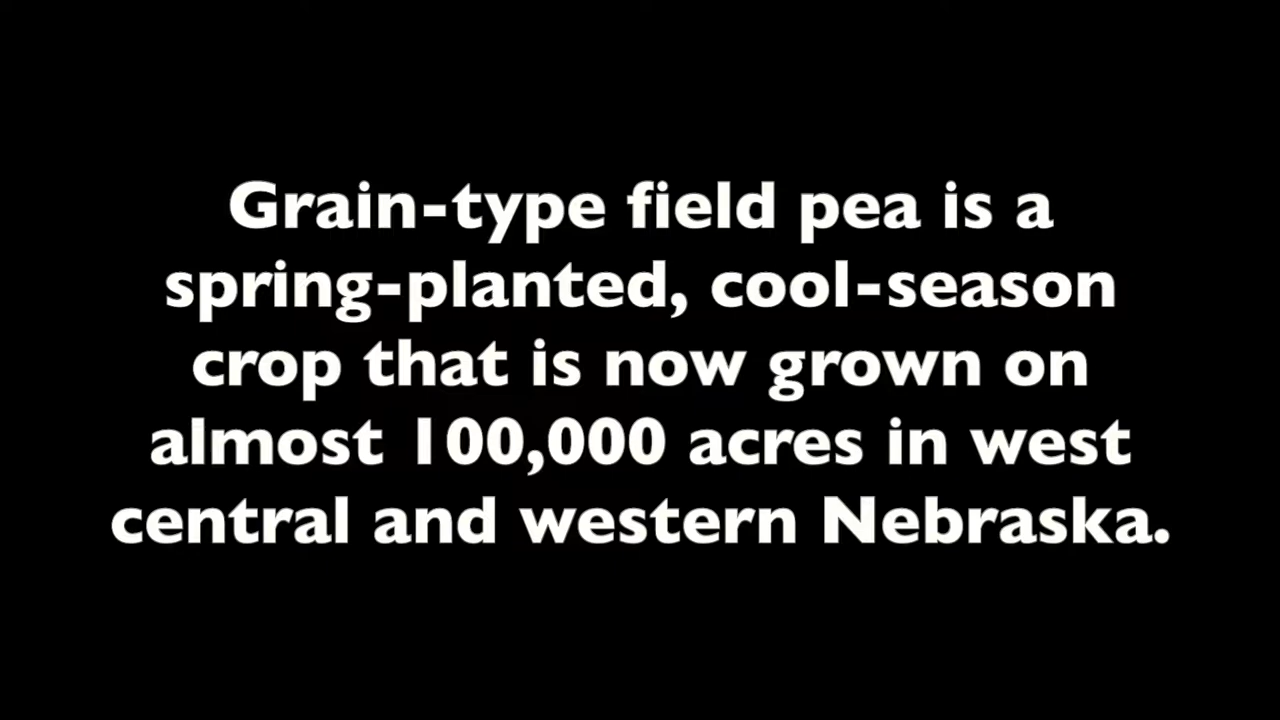 Grain-type field pea is a
spring-planted, cool-season
crop that is now grown on
almost 100,000 acres in west
central and western Nebraska.